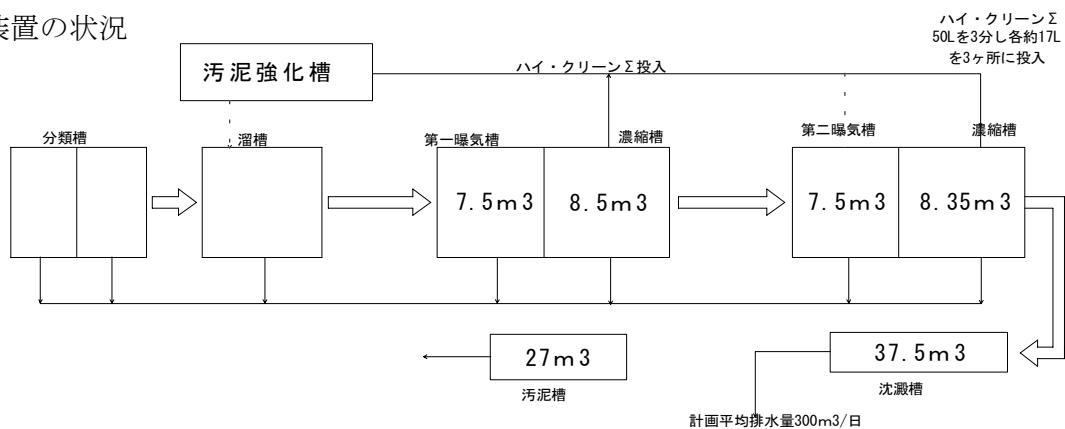 装置の状況
ハイ・クリーンΣ
50Lを3分し各約17L
を3ヶ所に投入
汚泥強化槽
ハイ・クリーンΣ投入
分類槽
溜槽
第一曝気槽
濃縮槽
第二曝気槽
濃縮槽
7.5m3
8.5m3
7.5m3
8.35m3
27m3
37.5m3
汚泥槽
沈澱槽
計画平均排水量300m3/日